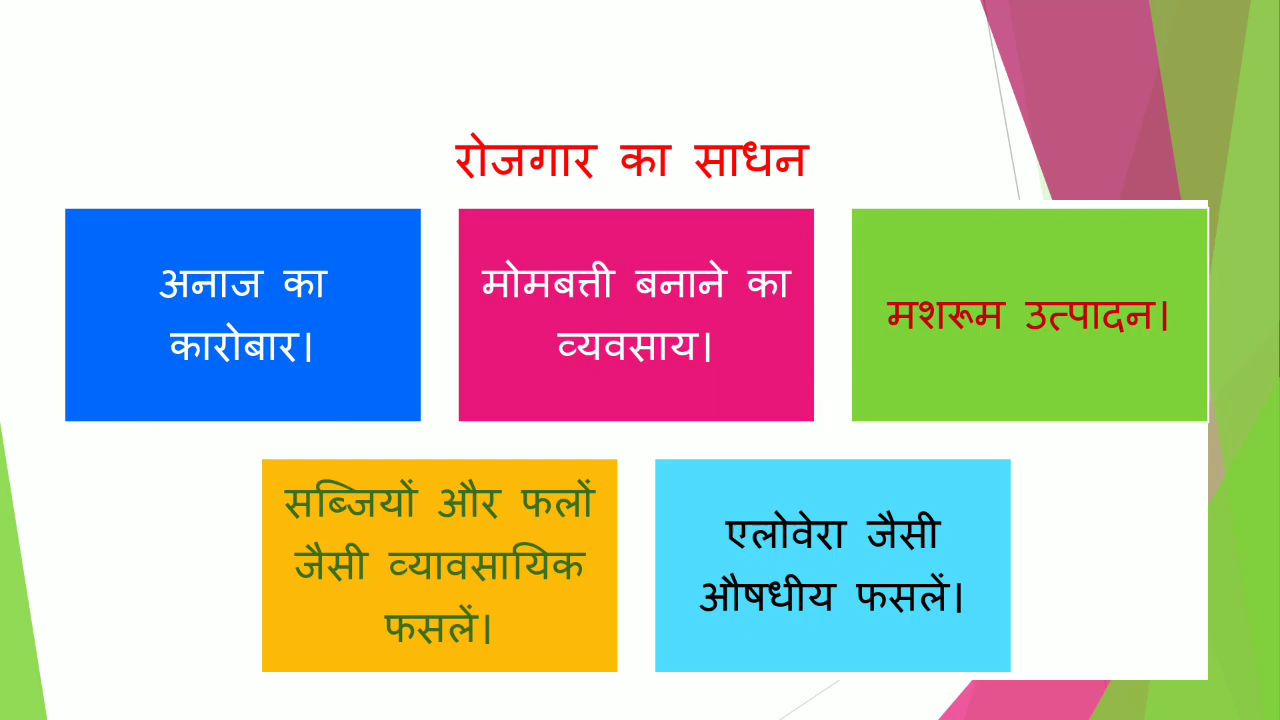 रोजगार का साधन
अनाज का
कारोबार।
मोमबत्ती बनाने का
व्यवसाय।
मशरूम उत्पादन।
सब्जियों और फलों
जैसी व्यावसायिक
फसलें।
एलोवेरा जैसी
औषधीय फसलें।